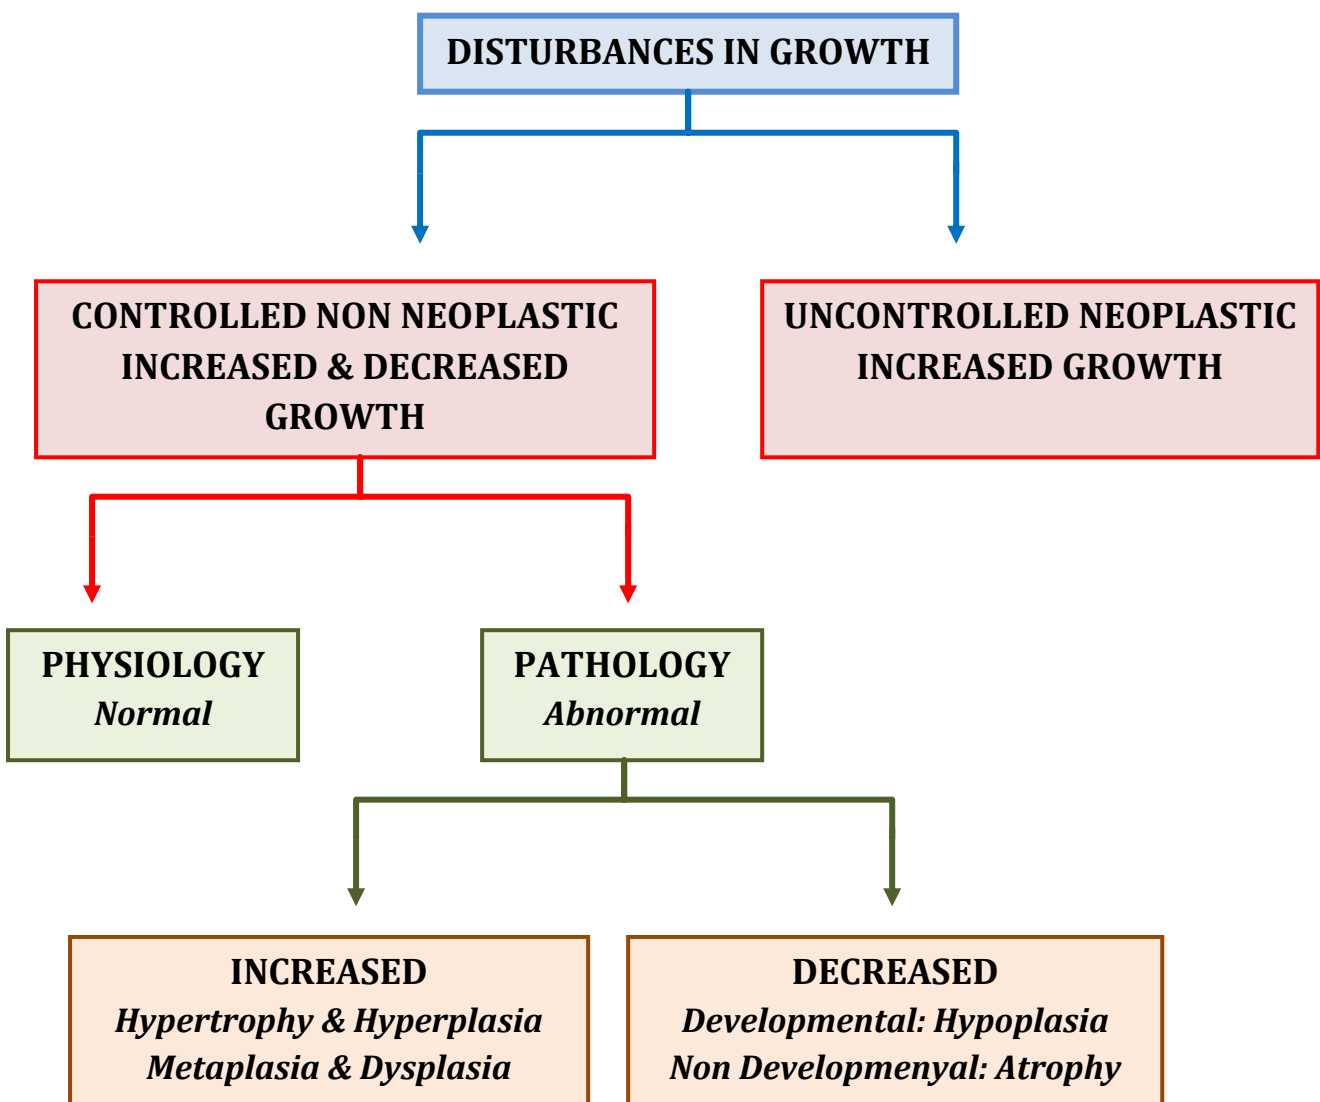 DISTURBANCES IN GROWTH
CONTROLLED NON NEOPLASTIC
INCREASED & DECREASED
GROWTH
UNCONTROLLED NEOPLASTIC
INCREASED GROWTH
PHYSIOLOGY
Normal
PATHOLOGY
Abnormal
INCREASED
Hypertrophy & Hyperplasia
Metaplasia & Dysplasia
DECREASED
Developmental: Hypoplasia
Non Developmenyal: Atrophy